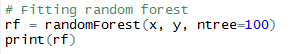 # Fitting random forest
rf = randomForest(x, y, ntree=100)
print(rf)